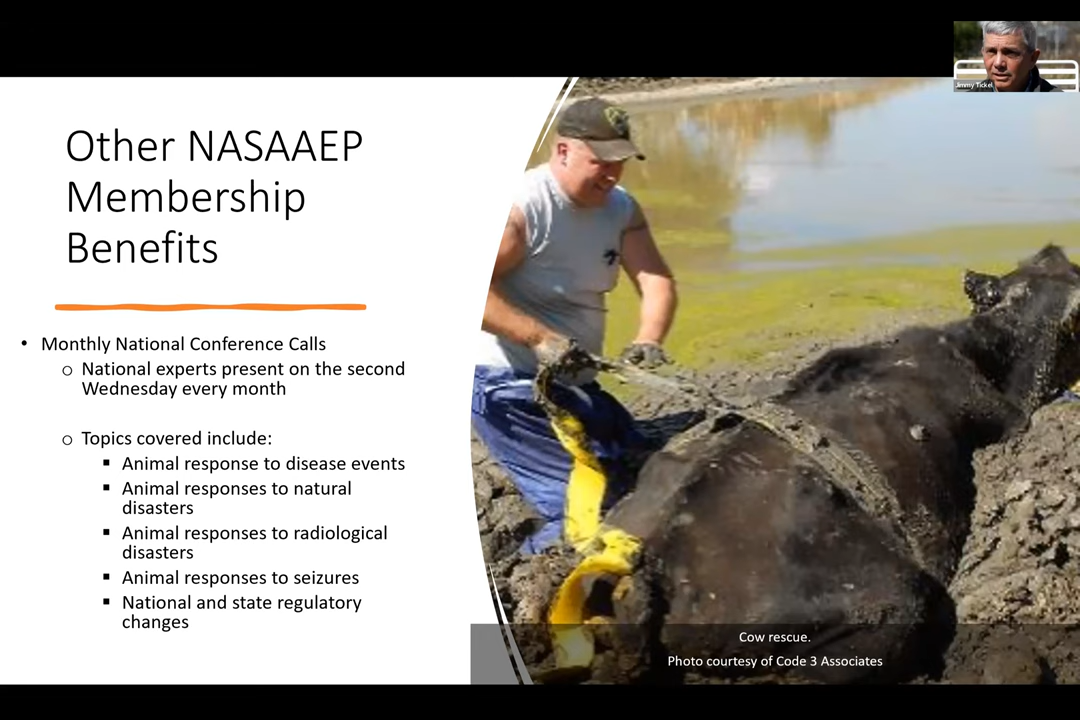 Jimmy Tickel
Other NASAAEP
Membership
Benefits
• Monthly National Conference Calls
o National experts present on the second
Wednesday every month
o Topics covered include:
▪ Animal response to disease events
▪ Animal responses to natural
disasters
▪ Animal responses to radiological
disasters
▪ Animal responses to seizures
▪ National and state regulatory
changes
Cow rescue.
Photo courtesy of Code 3 Associates